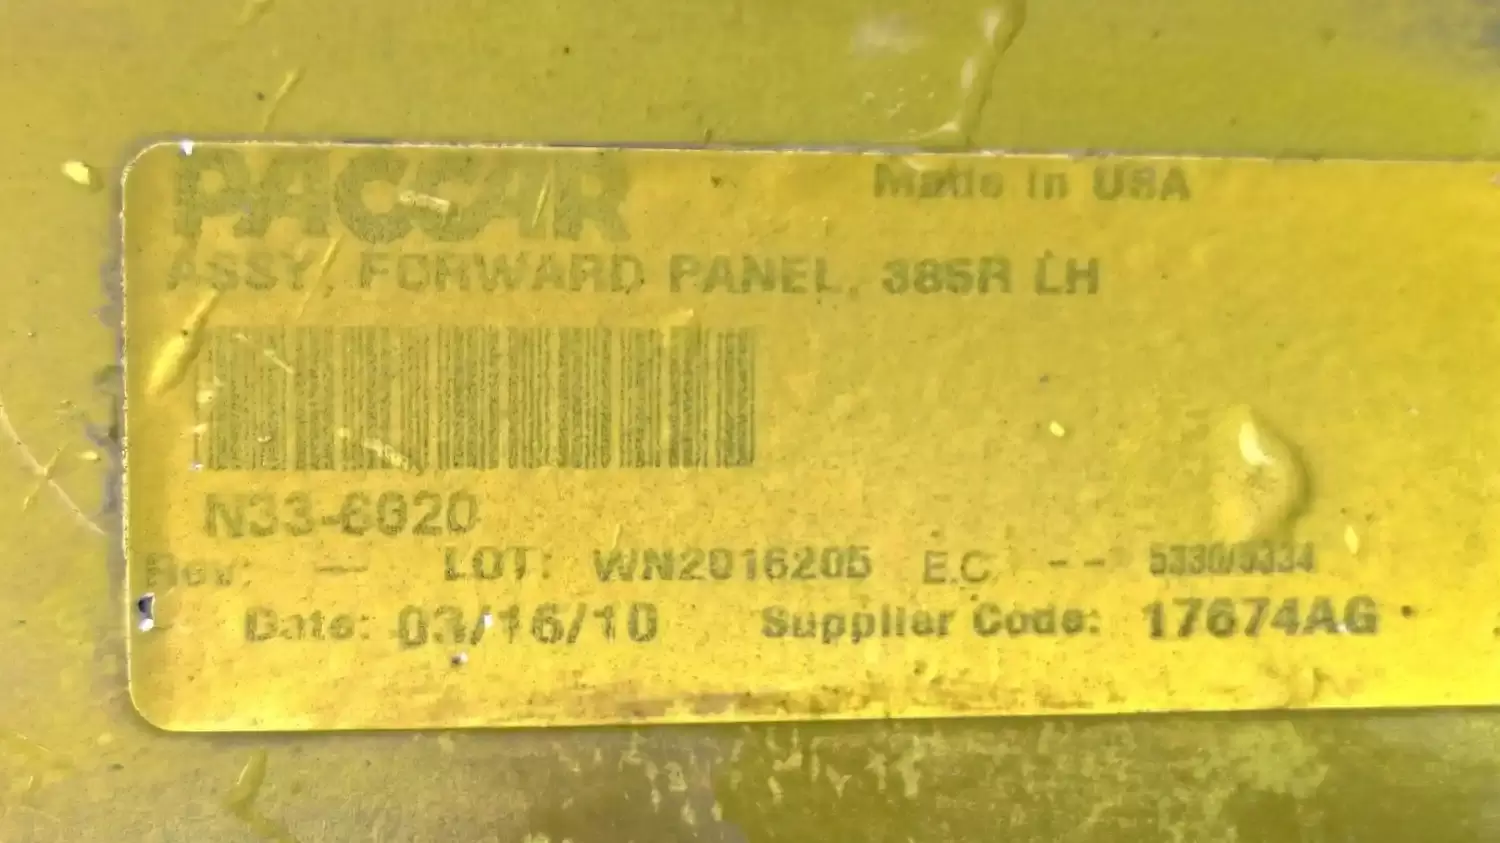 PACCAR Made in USA
ASSY, FORWARD PANEL, 385R LH
N33-6020
Rev: — LOT: WN2016205 E.C. -- 5330/5334
Date: 03/16/10 Supplier Code: 17674AG